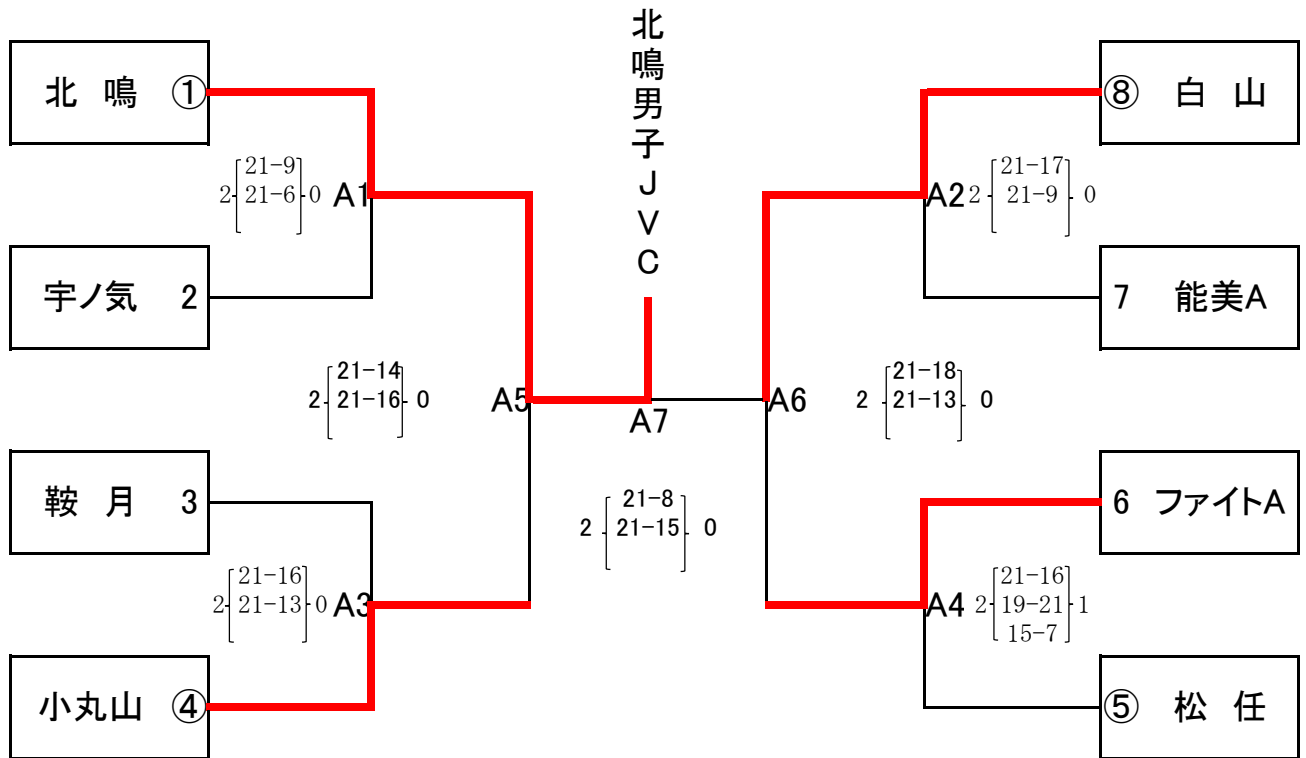 北鳴男子JVC
北 鳴 ①
⑧ 白 山
21-9
2 21-6 0 A1
21-17
A2 2 21-9 0
宇ノ気 2
7 能美A
21-14
2 21-16 0 A5
21-18
A6 2 21-13 0
A7
鞍 月 3
6 ファイトA
21-8
2 21-15 0
21-16
2 21-13 0 A3
21-16
A4 2 19-21 1
15-7
小丸山 ④
⑤ 松 任